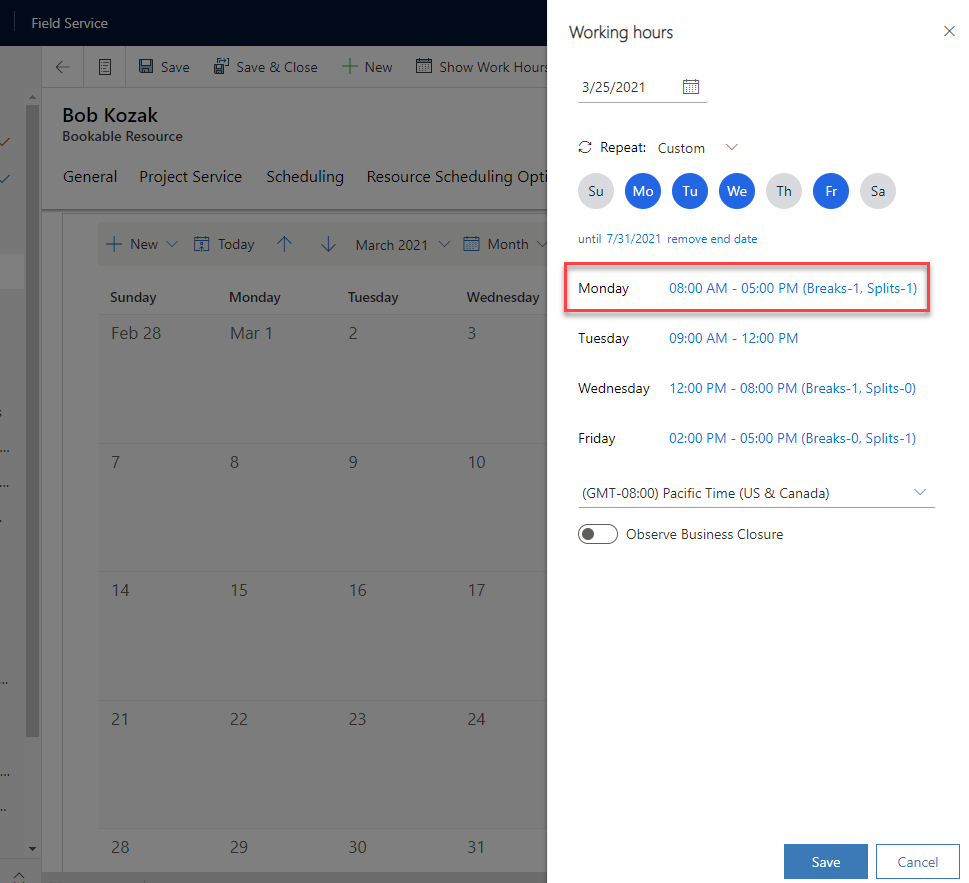 Field Service
Save
Save & Close
New
Show Work Hours
Bob Kozak
Bookable Resource
General
Project Service
Scheduling
Resource Scheduling Opti
New
Today
March 2021
Month
Sunday
Monday
Tuesday
Wednesday
Feb 28
Mar 1
2
3
7
8
9
10
14
15
16
17
21
22
23
24
28
29
30
31
Working hours
3/25/2021
Repeat: Custom
Su Mo Tu We Th Fr Sa
until 7/31/2021 remove end date
Monday 08:00 AM - 05:00 PM (Breaks-1, Splits-1)
Tuesday 09:00 AM - 12:00 PM
Wednesday 12:00 PM - 08:00 PM (Breaks-1, Splits-0)
Friday 02:00 PM - 05:00 PM (Breaks-0, Splits-1)
(GMT-08:00) Pacific Time (US & Canada)
Observe Business Closure
Save
Cancel